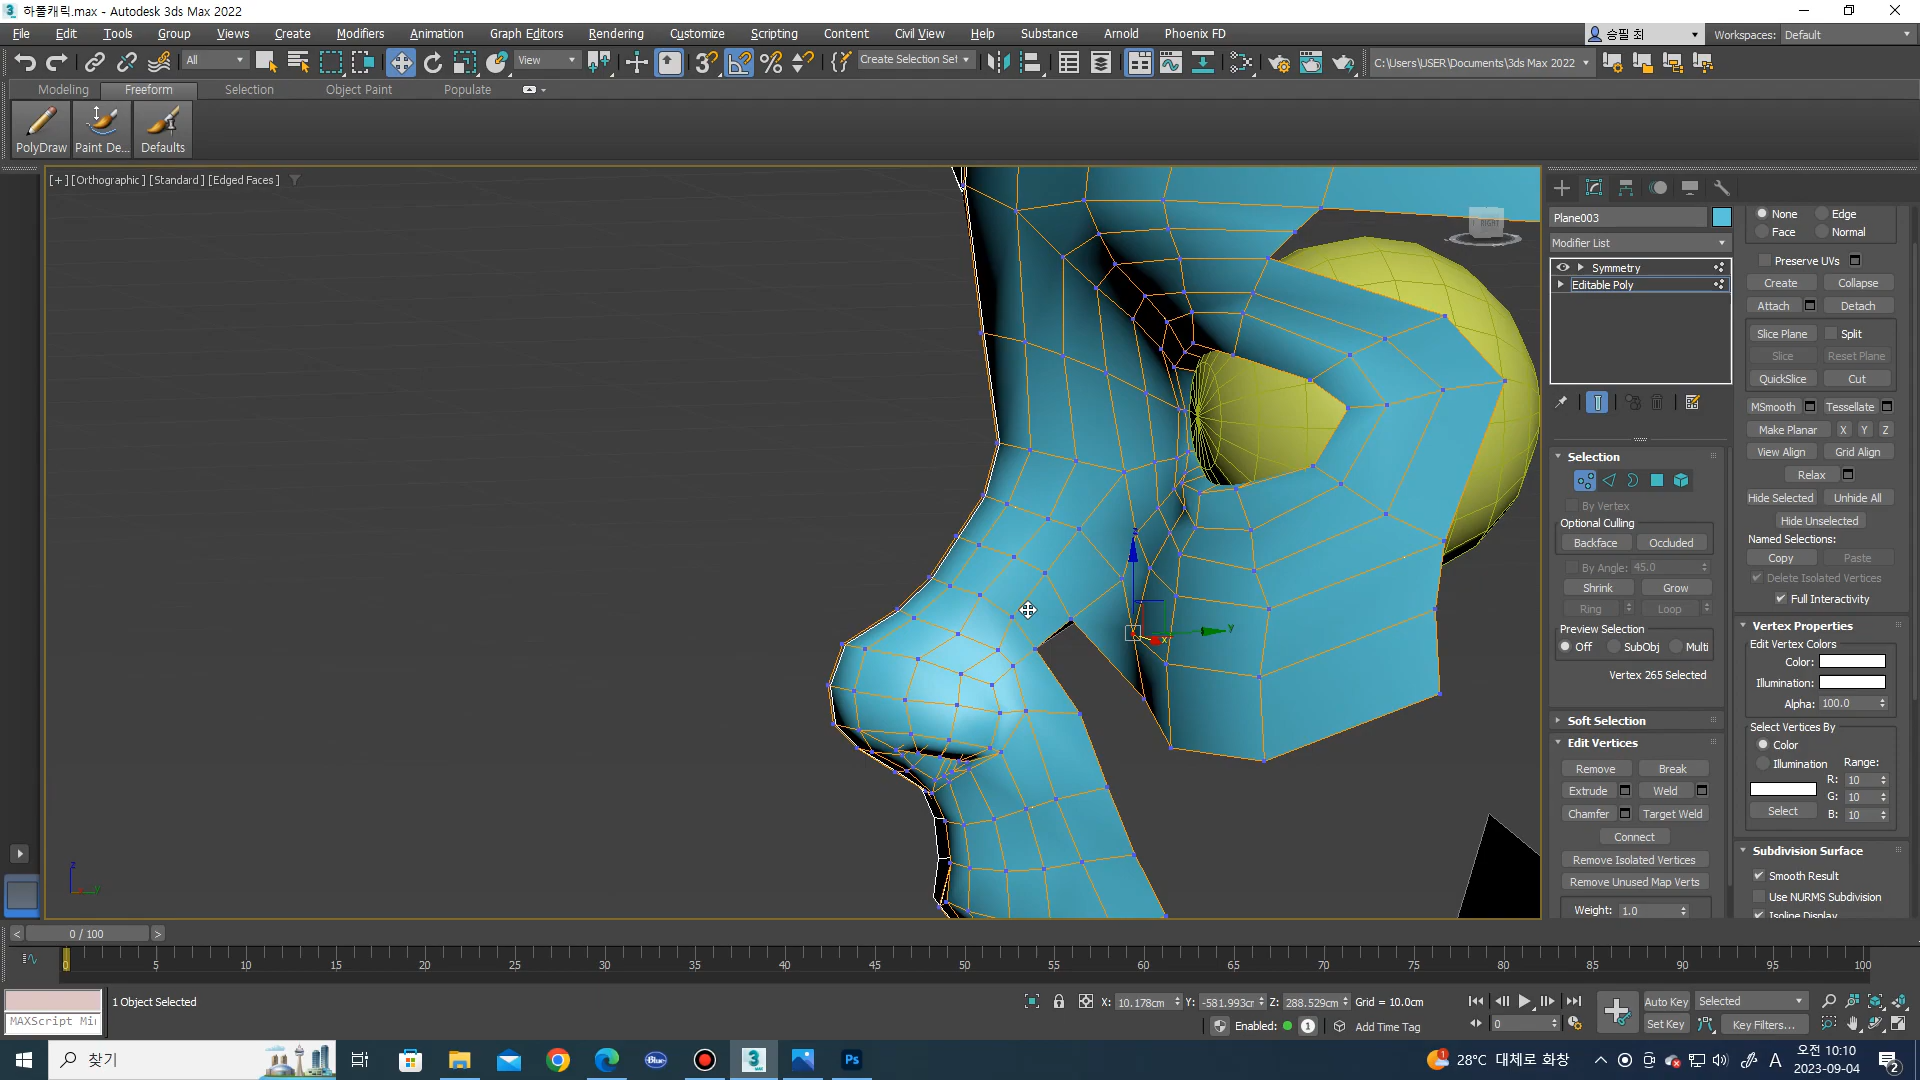 하폴캐릭.max - Autodesk 3ds Max 2022
File Edit Tools Group Views Create Modifiers Animation Graph Editors Rendering Customize Scripting Content Civil View Help Substance Arnold Phoenix FD
승필 최
Workspaces: Default
All
View
Create Selection Set
C:\Users\USER\Documents\3ds Max 2022
Modeling Freeform Selection Object Paint Populate
PolyDraw Paint De... Defaults
[+] [Orthographic ] [Standard ] [Edged Faces ]
RIGHT
Z
Y
x
z
Plane003
Modifier List
Symmetry
Editable Poly
Selection
By Vertex
Optional Culling
Backface Occluded
By Angle: 45.0
Shrink Grow
Ring Loop
Preview Selection
Off SubObj Multi
Vertex 265 Selected
Soft Selection
Edit Vertices
Remove Break
Extrude Weld
Chamfer Target Weld
Connect
Remove Isolated Vertices
Remove Unused Map Verts
Weight: 1.0
None Edge
Face Normal
Preserve UVs
Create Collapse
Attach Detach
Slice Plane Split
Slice Reset Plane
QuickSlice Cut
MSmooth Tessellate
Make Planar X Y Z
View Align Grid Align
Relax
Hide Selected Unhide All
Hide Unselected
Named Selections:
Copy Paste
Delete Isolated Vertices
Full Interactivity
Vertex Properties
Edit Vertex Colors
Color:
Illumination:
Alpha: 100.0
Select Vertices By
Color
Illumination Range:
R: 10
G: 10
B: 10
Select
Subdivision Surface
Smooth Result
Use NURMS Subdivision
Isoline Display
< 0 / 100 >
0 5 10 15 20 25 30 35 40 45 50 55 60 65 70 75 80 85 90 95 100
1 Object Selected
MAXScript Mi
X: 10.178cm Y: -581.993cm Z: 288.529cm Grid = 10.0cm
Enabled: 1 Add Time Tag
0
Auto Key Selected
Set Key Key Filters...
찾기
Blue
3
Ps
28°C 대체로 화창
A
오전 10:10
2023-09-04
2